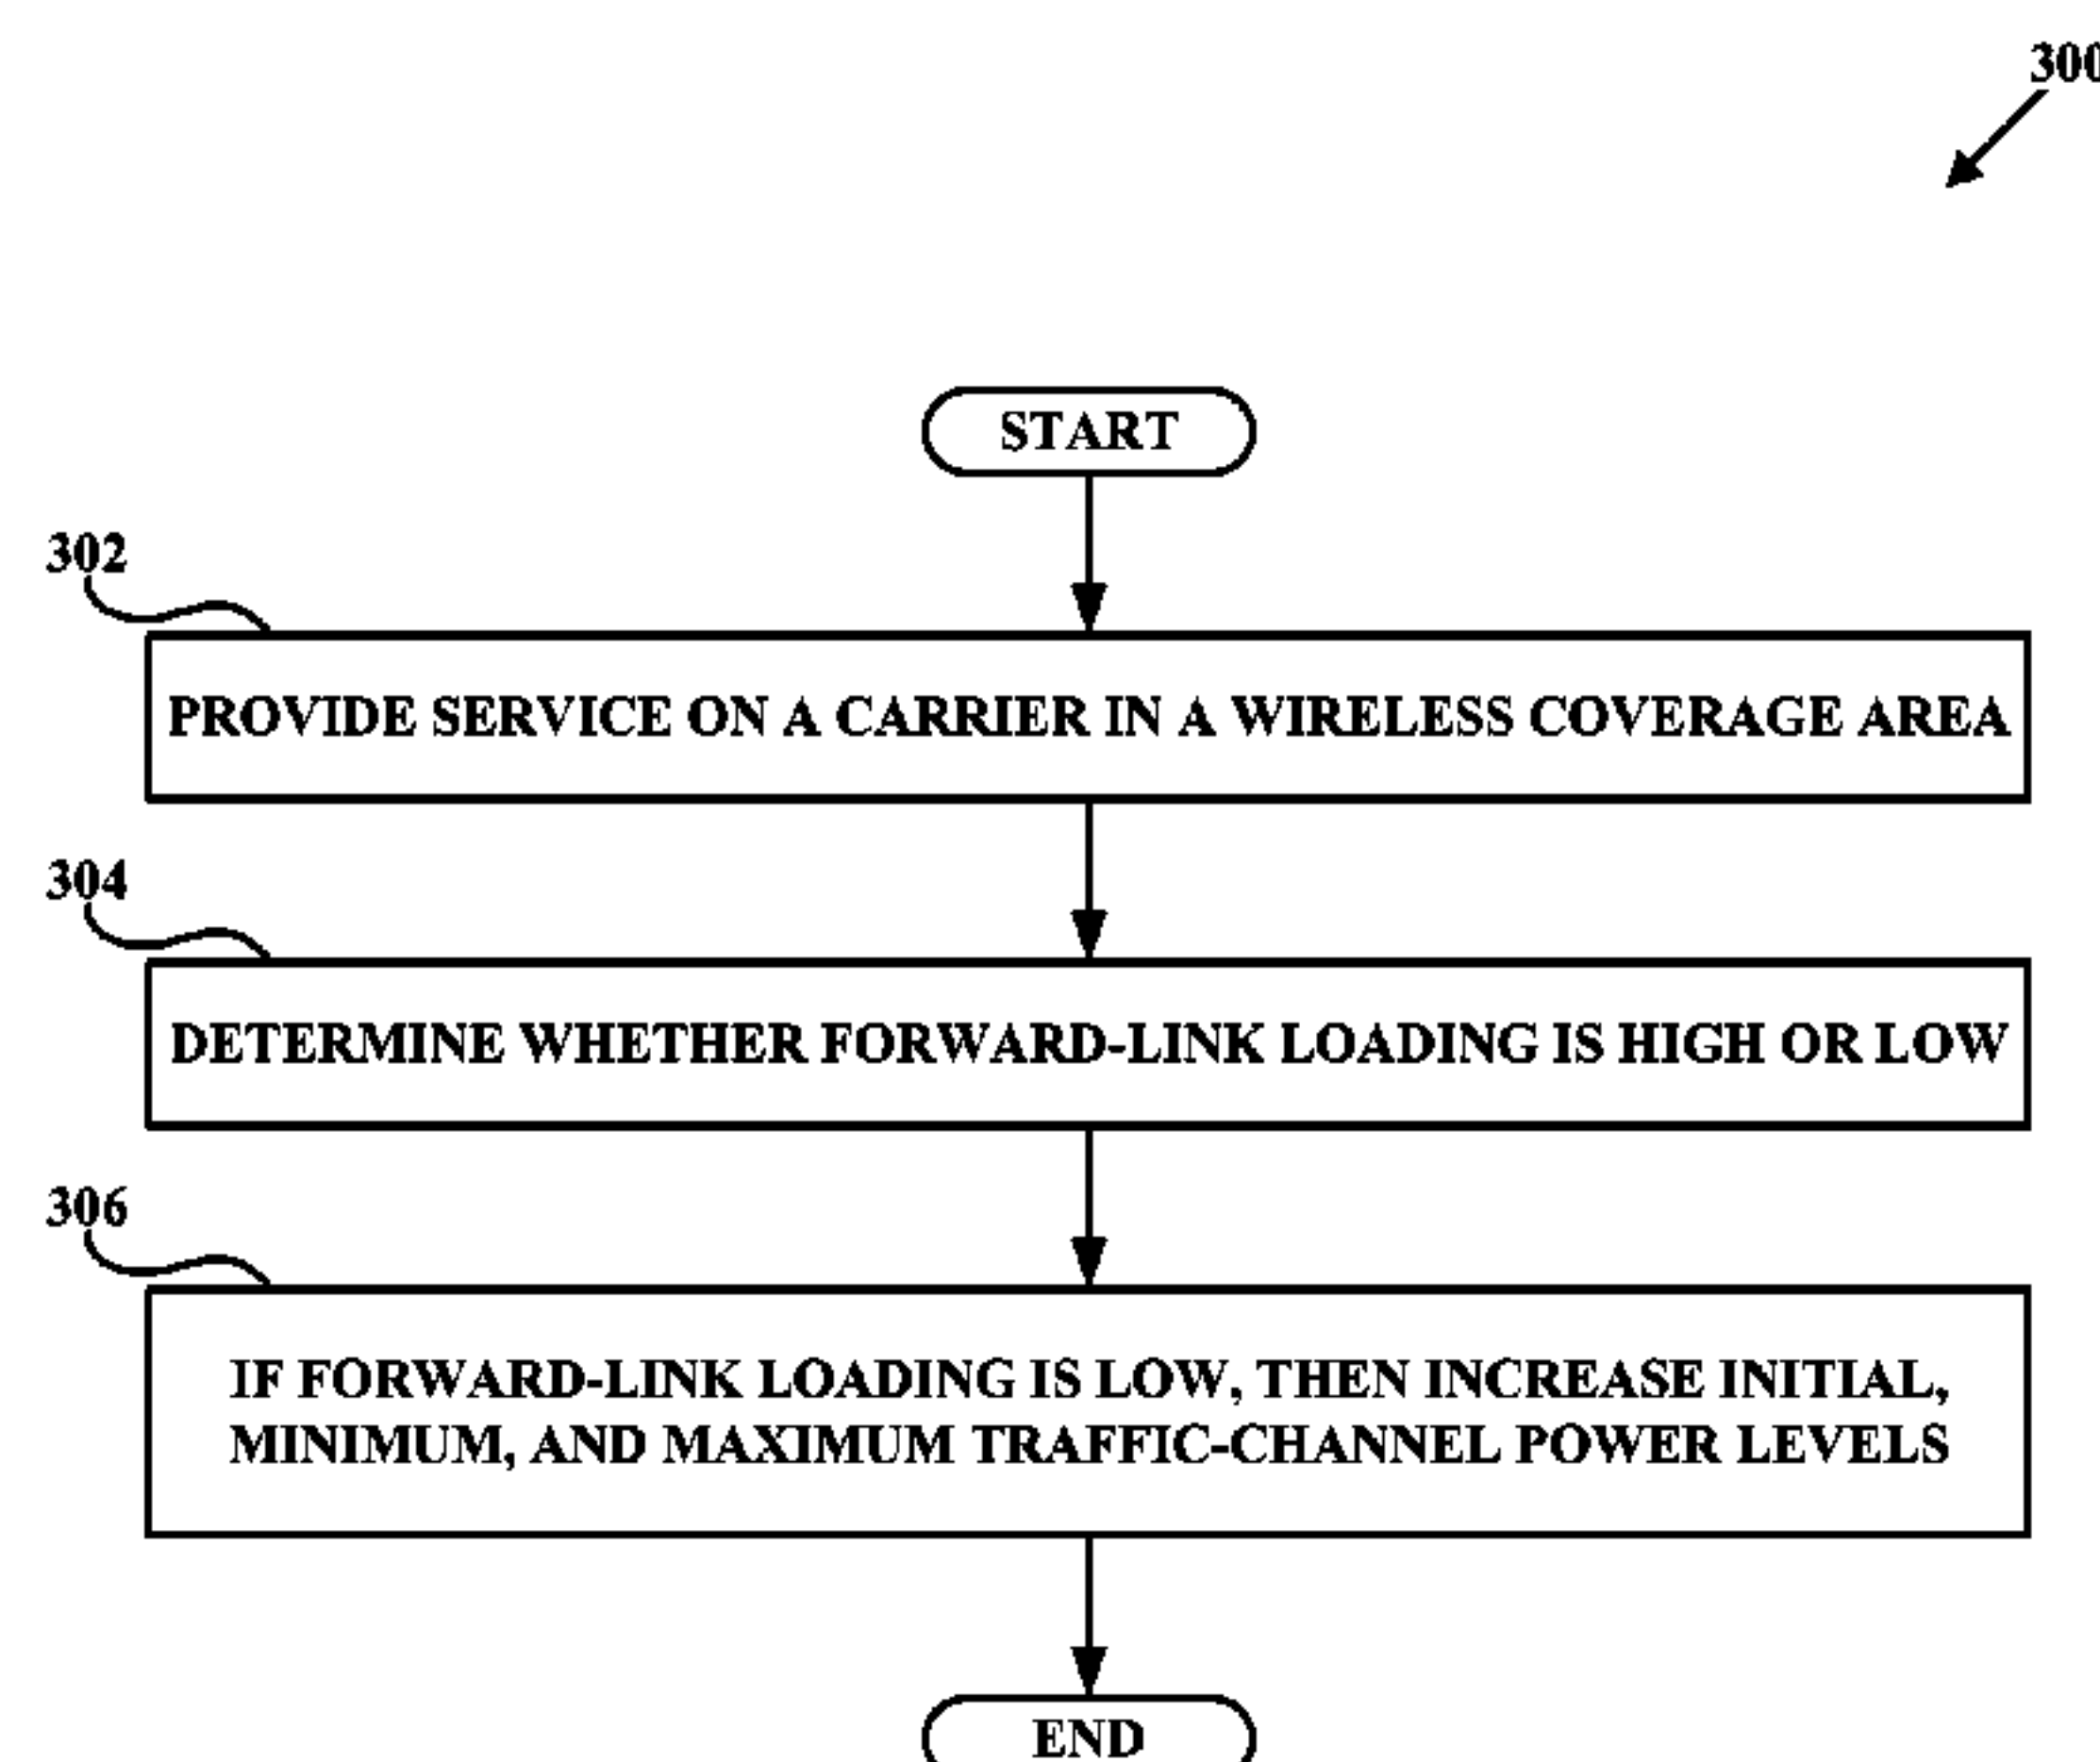 300
START
302
PROVIDE SERVICE ON A CARRIER IN A WIRELESS COVERAGE AREA
304
DETERMINE WHETHER FORWARD-LINK LOADING IS HIGH OR LOW
306
IF FORWARD-LINK LOADING IS LOW, THEN INCREASE INITIAL,
MINIMUM, AND MAXIMUM TRAFFIC-CHANNEL POWER LEVELS
END